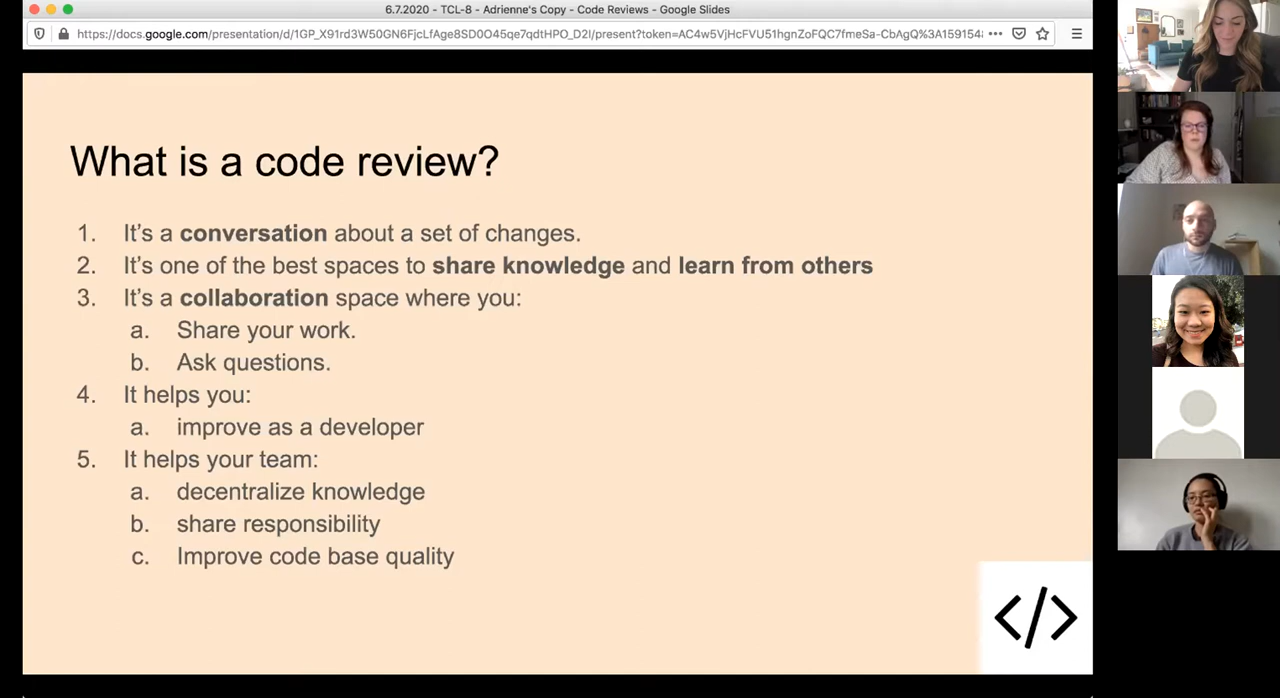 6.7.2020 - TCL-8 - Adrienne's Copy - Code Reviews - Google Slides
What is a code review?
1. It's a conversation about a set of changes.
2. It's one of the best spaces to share knowledge and learn from others
3. It's a collaboration space where you:
a. Share your work.
b. Ask questions.
4. It helps you:
a. improve as a developer
5. It helps your team:
a. decentralize knowledge
b. share responsibility
c. Improve code base quality
</>